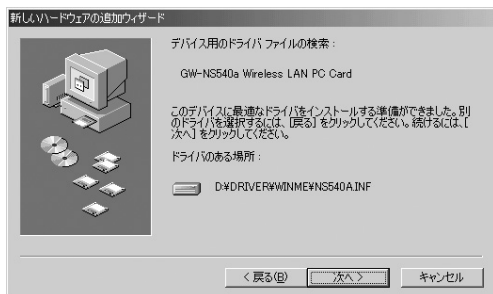 新しいハードウェアの追加ウィザード
デバイス用のドライバ ファイルの検索 :
GW-NS540a Wireless LAN PC Card
このデバイスに最適なドライバをインストールする準備ができました。別
のドライバを選択するには、[戻る] をクリックしてください。続けるには、[
次へ] をクリックしてください。
ドライバのある場所 :
D:¥DRIVER¥WINME¥NS540A.INF
< 戻る(B)
次へ >
キャンセル